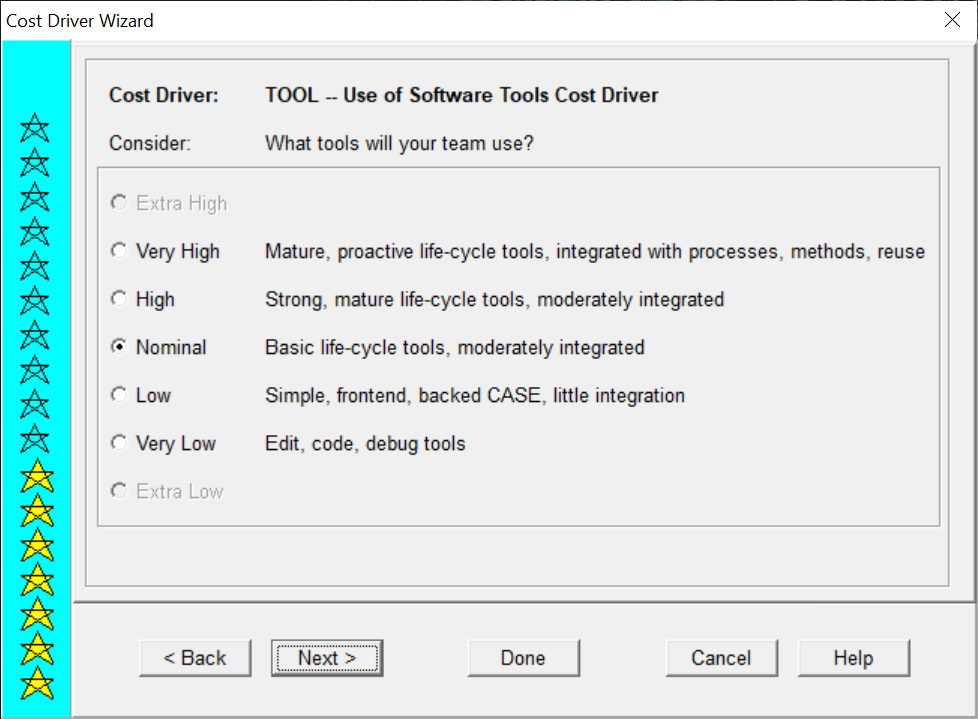 Cost Driver Wizard
Cost Driver: TOOL -- Use of Software Tools Cost Driver
Consider: What tools will your team use?
Extra High
Very High Mature, proactive life-cycle tools, integrated with processes, methods, reuse
High Strong, mature life-cycle tools, moderately integrated
Nominal Basic life-cycle tools, moderately integrated
Low Simple, frontend, backed CASE, little integration
Very Low Edit, code, debug tools
Extra Low
< Back Next > Done Cancel Help